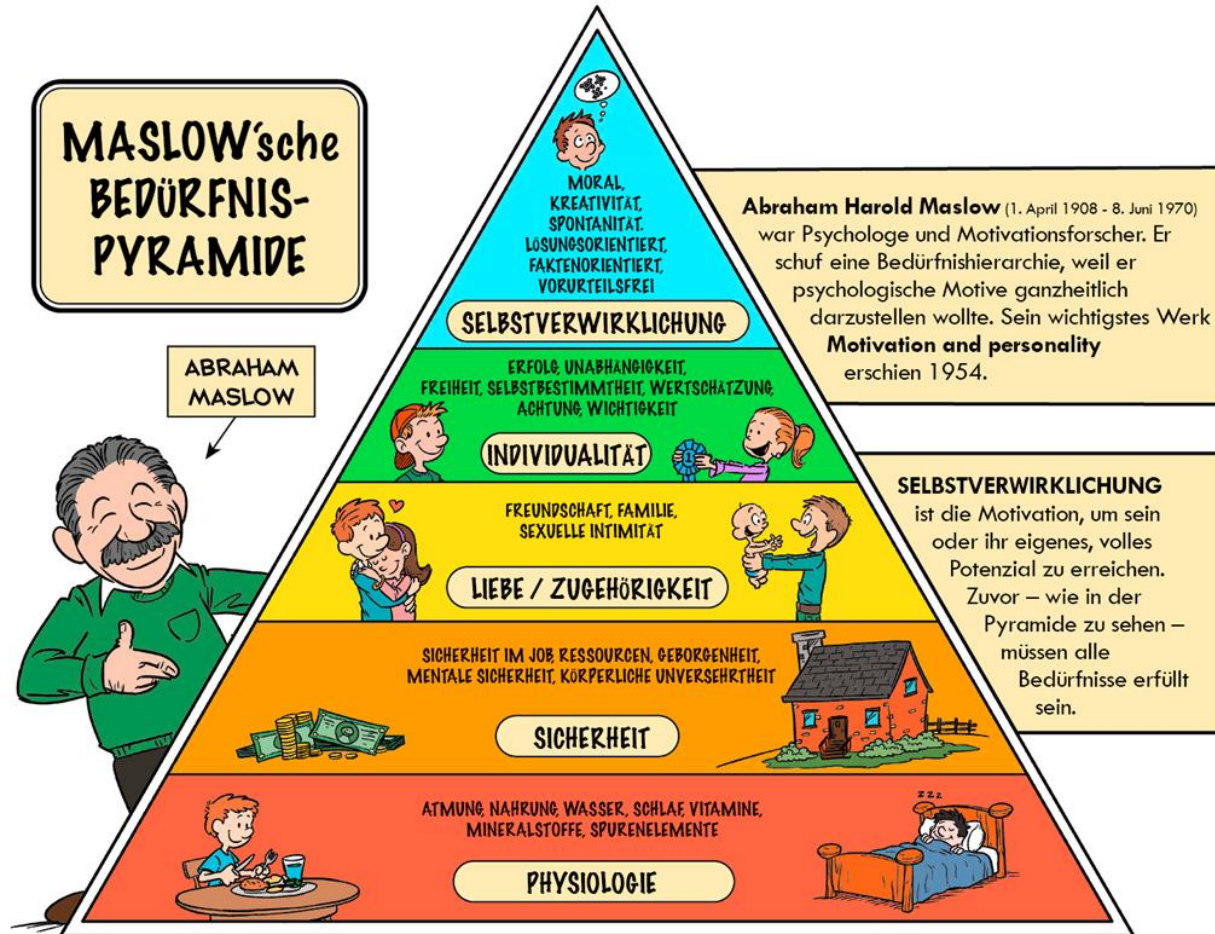 MASLOW'sche
BEDÜRFNIS-
PYRAMIDE
ABRAHAM
MASLOW
MORAL,
KREATIVITÄT,
SPONTANITÄT.
LÖSUNGSORIENTIERT,
FAKTENORIENTIERT,
VORURTEILSFREI
SELBSTVERWIRKLICHUNG
ERFOLG, UNABHÄNGIGKEIT,
FREIHEIT, SELBSTBESTIMMTHEIT, WERTSCHÄTZUNG,
ACHTUNG, WICHTIGKEIT
INDIVIDUALITÄT
1
FREUNDSCHAFT, FAMILIE,
SEXUELLE INTIMITÄT
LIEBE / ZUGEHÖRIGKEIT
SICHERHEIT IM JOB, RESSOURCEN, GEBORGENHEIT,
MENTALE SICHERHEIT, KÖRPERLICHE UNVERSEHRTHEIT
SICHERHEIT
ATMUNG, NAHRUNG, WASSER, SCHLAF, VITAMINE,
MINERALSTOFFE, SPURENELEMENTE
ZZZ
PHYSIOLOGIE
Abraham Harold Maslow (1. April 1908 - 8. Juni 1970)
war Psychologe und Motivationsforscher. Er
schuf eine Bedürfnishierarchie, weil er
psychologische Motive ganzheitlich
darzustellen wollte. Sein wichtigstes Werk
Motivation and personality
erschien 1954.
SELBSTVERWIRKLICHUNG
ist die Motivation, um sein
oder ihr eigenes, volles
Potenzial zu erreichen.
Zuvor – wie in der
Pyramide zu sehen –
müssen alle
Bedürfnisse erfüllt
sein.